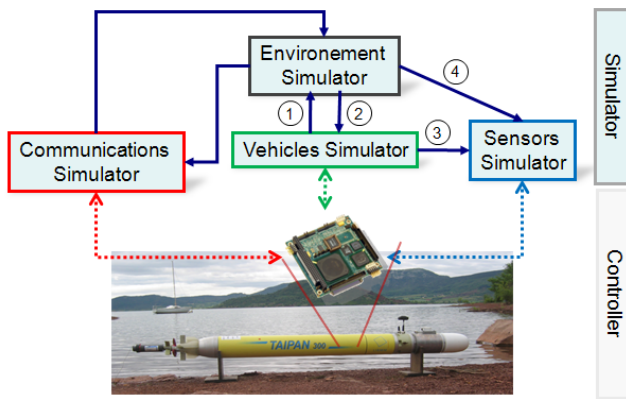 Environement
Simulator
4
1
2
3
Communications
Simulator
Vehicles Simulator
Sensors
Simulator
Simulator
Controller
TAIPAN 300